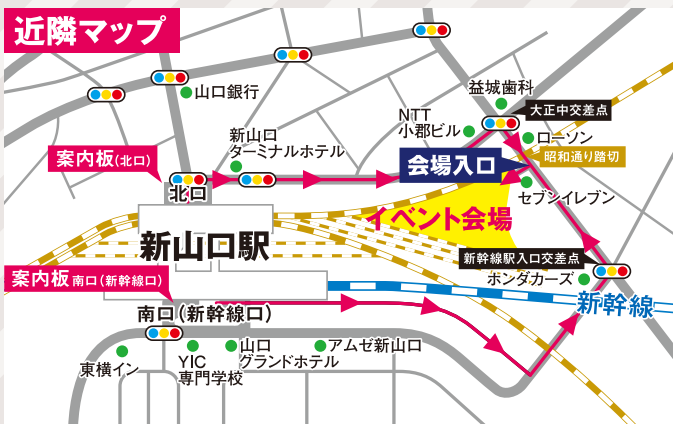 近隣マップ
山口銀行
益城歯科
大正中交差点
NTT
小郡ビル
ローソン
新山口
ターミナルホテル
昭和通り踏切
案内板(北口)
会場入口
北口
セブンイレブン
イベント会場
新山口駅
新幹線駅入口交差点
案内板 南口(新幹線口)
ホンダカーズ
新幹線
南口(新幹線口)
東横イン
YIC
専門学校
山口
グランドホテル
アムゼ新山口